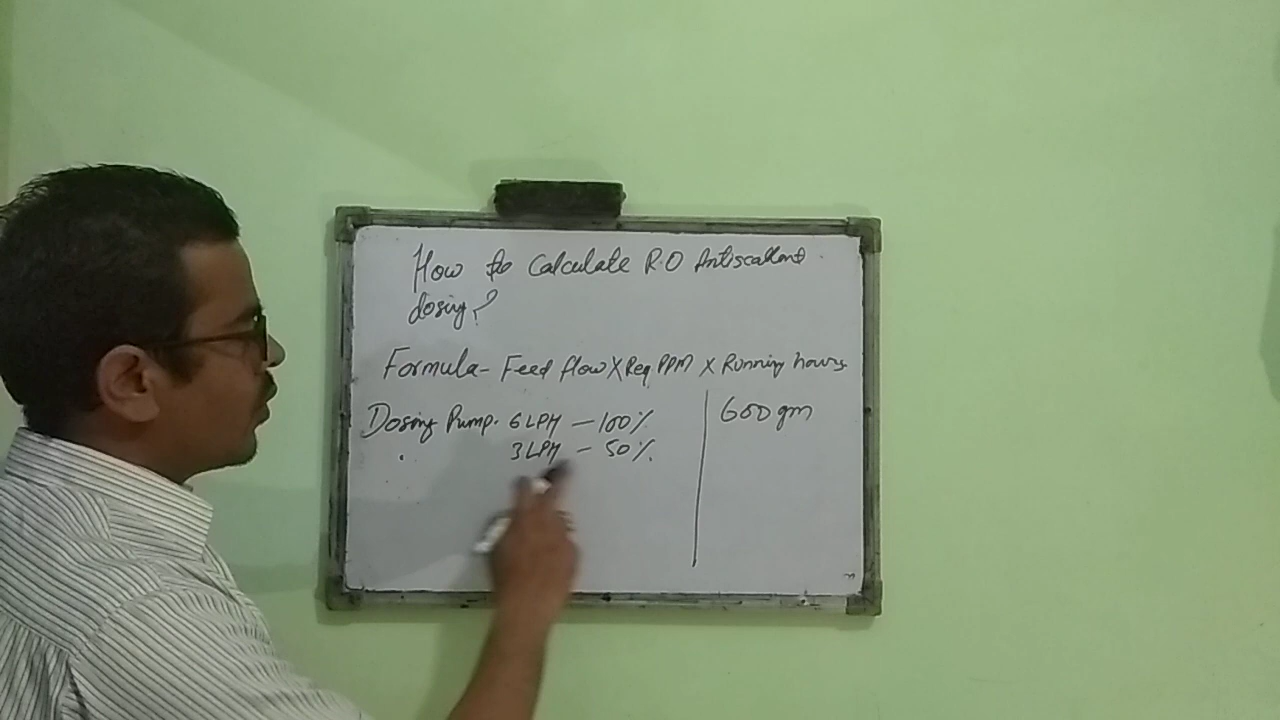 How to Calculate R.O Antiscallent
dosing?
Formula- Feed flow X Req PPM X Running hours
Dosing Pump. 6 LPH - 100%
3 LPH - 50%.
600 gm